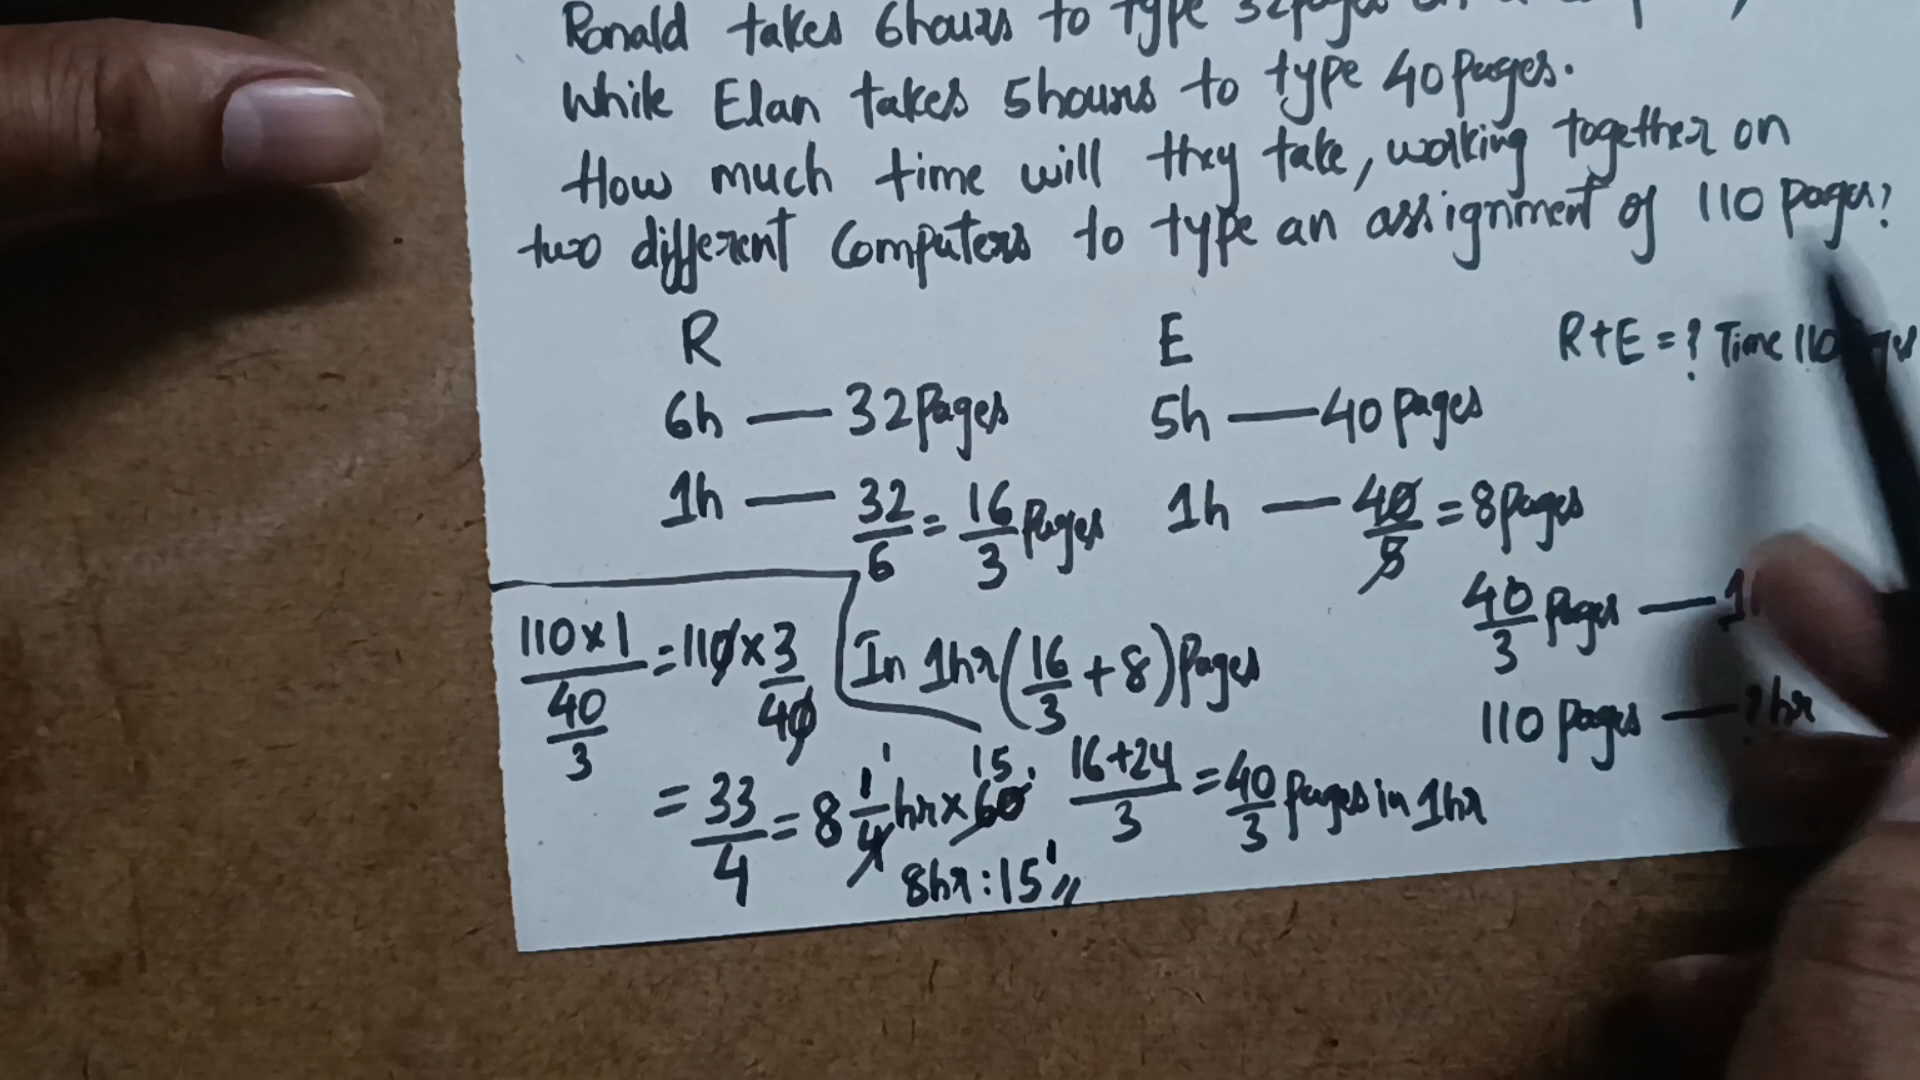 Ronald takes 6hours to type 32pages on a
While Elan takes 5hours to type 40 pages.
How much time will they take, working together on
two different Computers to type an assignment of 110 pages?
R
E
R+E = ? Time 110
6h — 32 Pages
5h — 40 pages
1h — 32/6 = 16/3 Pages
1h — 40/5 = 8 pages
40/3 pages — 1
110 pages — ? hr
In 1hr (16/3 + 8) Pages
16+24/3 = 40/3 pages in 1hr
110 x 1/40/3 = 110 x 3/40
= 33/4 = 8 1/4 hr x 60 15 '
8hr : 15' //